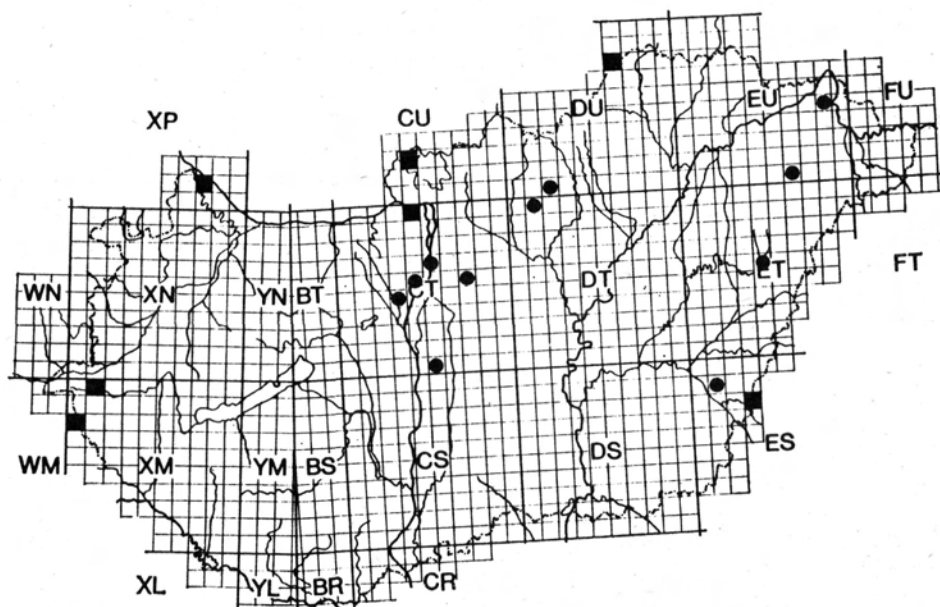 XP
CU
DU
EU
FU
WN
XN
YN
BT
CT
DT
ET
FT
WM
XM
YM
BS
CS
DS
ES
XL
YL
BR
CR